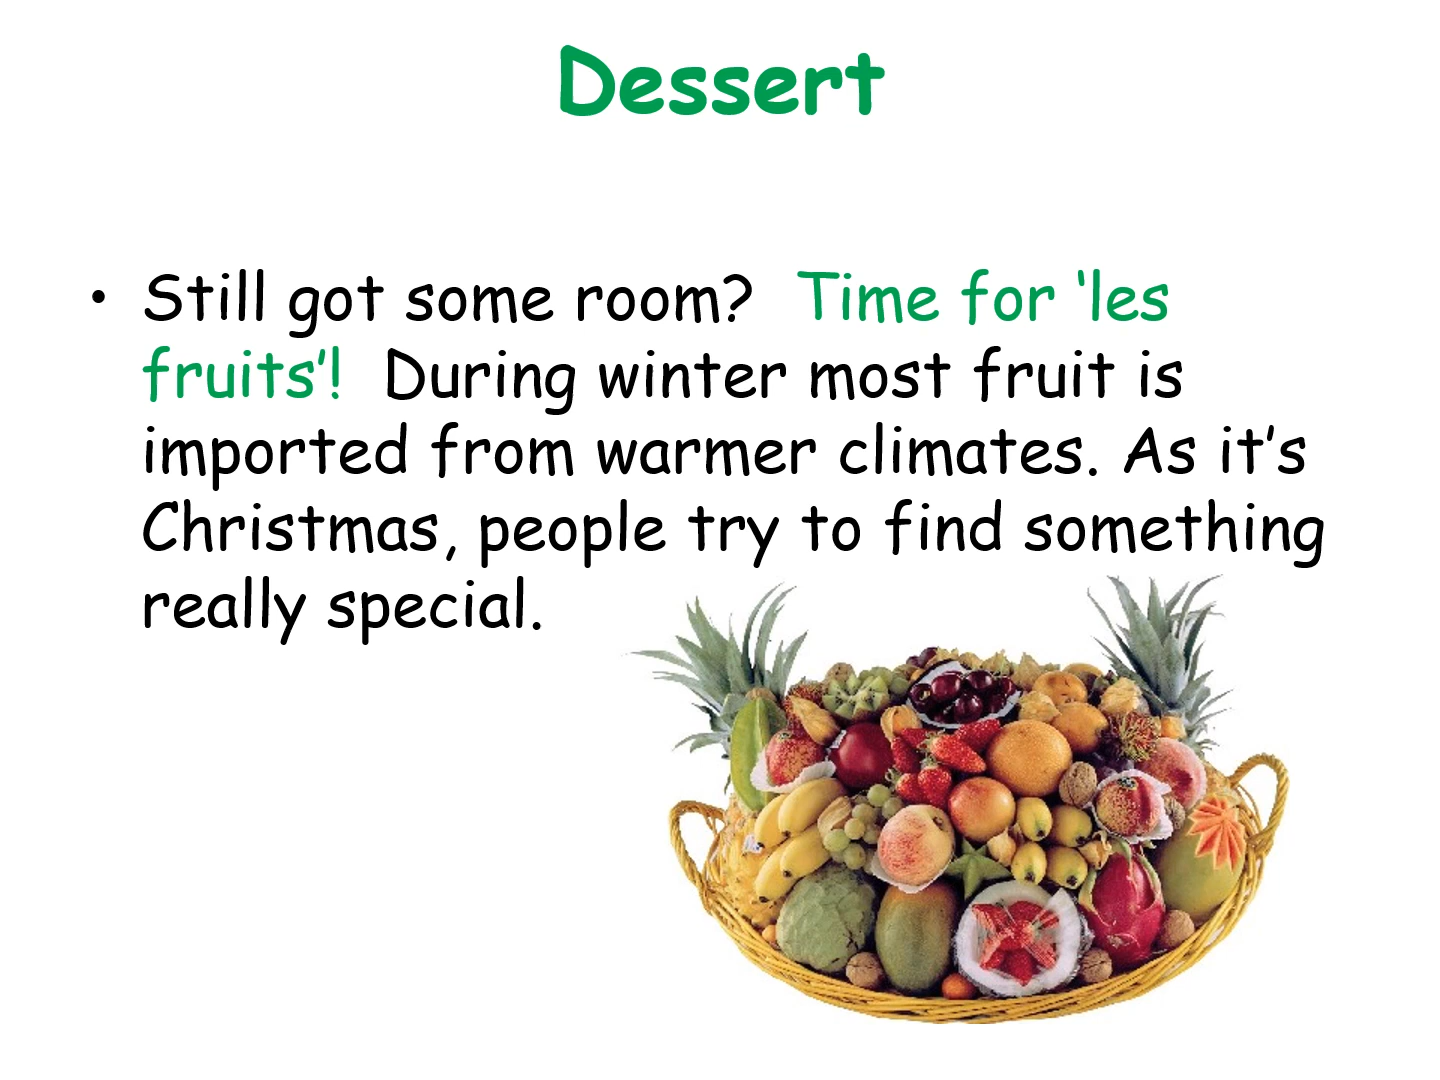 Dessert
• Still got some room?  Time for ‘les
fruits’!  During winter most fruit is
imported from warmer climates. As it’s
Christmas, people try to find something
really special.